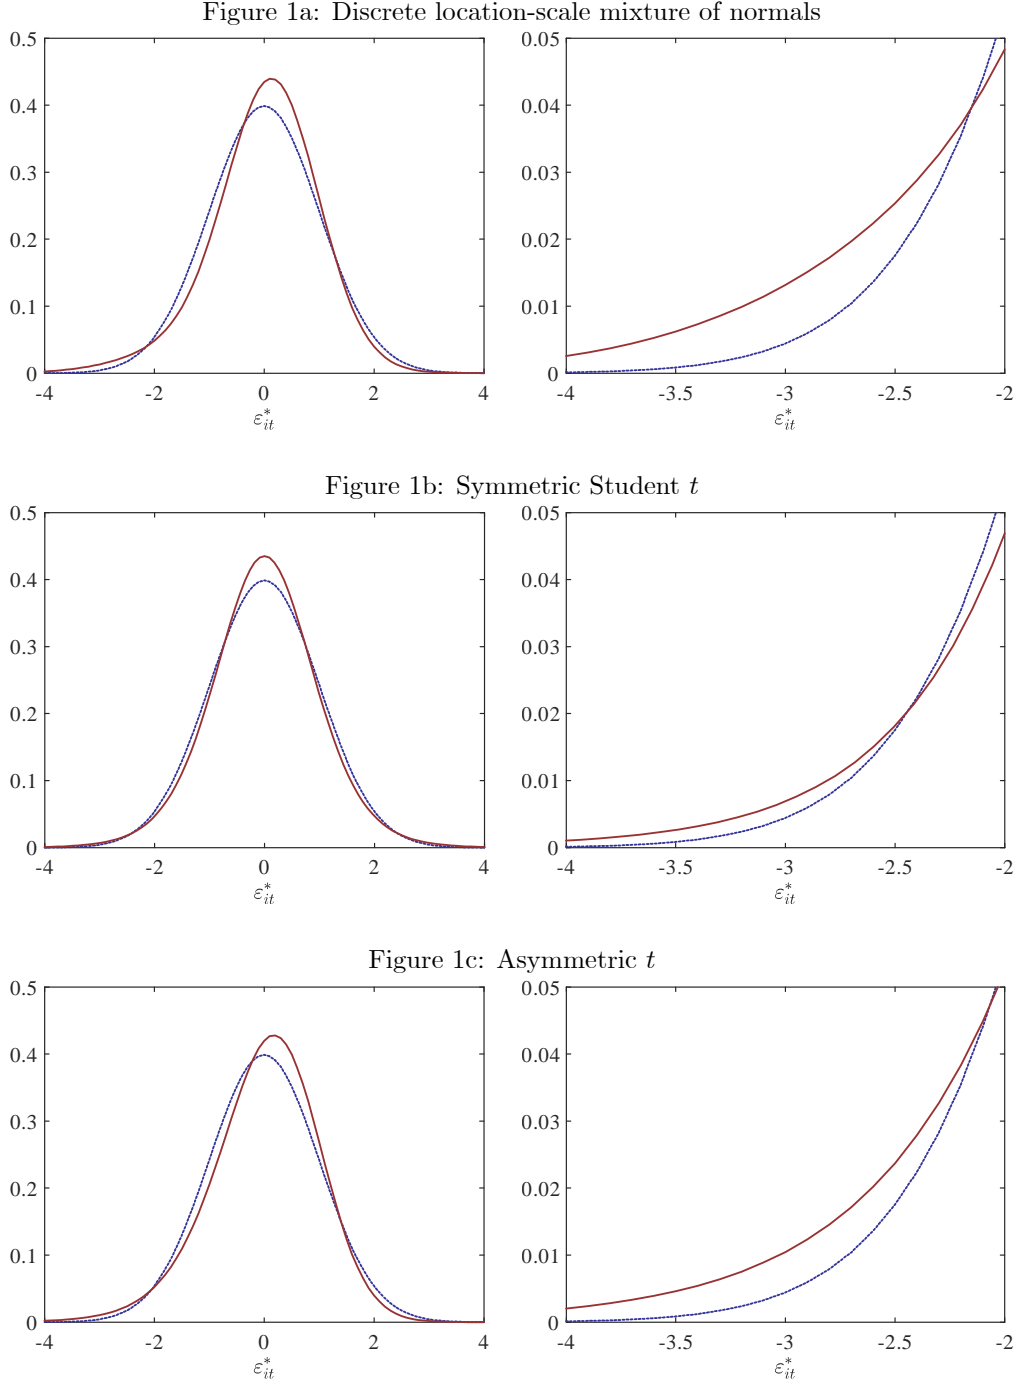 Figure 1a: Discrete location-scale mixture of normals
0.5
0.4
0.3
0.2
0.1
0
-4 -2 0 2 4
ε*it
0.05
0.04
0.03
0.02
0.01
0
-4 -3.5 -3 -2.5 -2
ε*it
Figure 1b: Symmetric Student t
0.5
0.4
0.3
0.2
0.1
0
-4 -2 0 2 4
ε*it
0.05
0.04
0.03
0.02
0.01
0
-4 -3.5 -3 -2.5 -2
ε*it
Figure 1c: Asymmetric t
0.5
0.4
0.3
0.2
0.1
0
-4 -2 0 2 4
ε*it
0.05
0.04
0.03
0.02
0.01
0
-4 -3.5 -3 -2.5 -2
ε*it